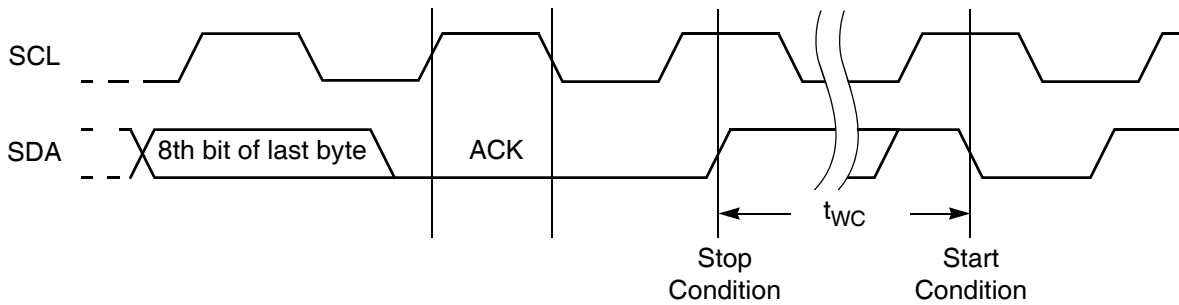 SCL
SDA
8th bit of last byte
ACK
tWC
Stop
Condition
Start
Condition